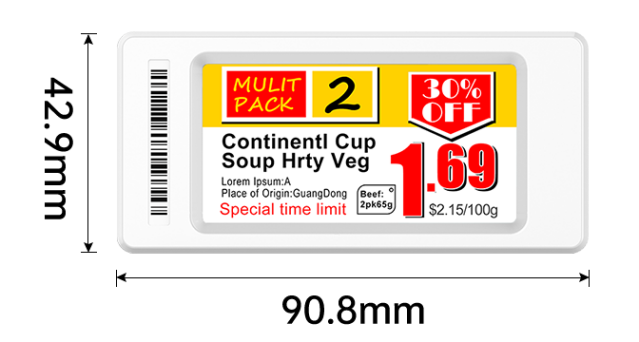 MULIT
PACK
2
30%
OFF
Continentl Cup
Soup Hrty Veg
Lorem Ipsum:A
Place of Origin:GuangDong
Special time limit
Beef:
2pk65g
1.69
$2.15/100g
42.9mm
90.8mm